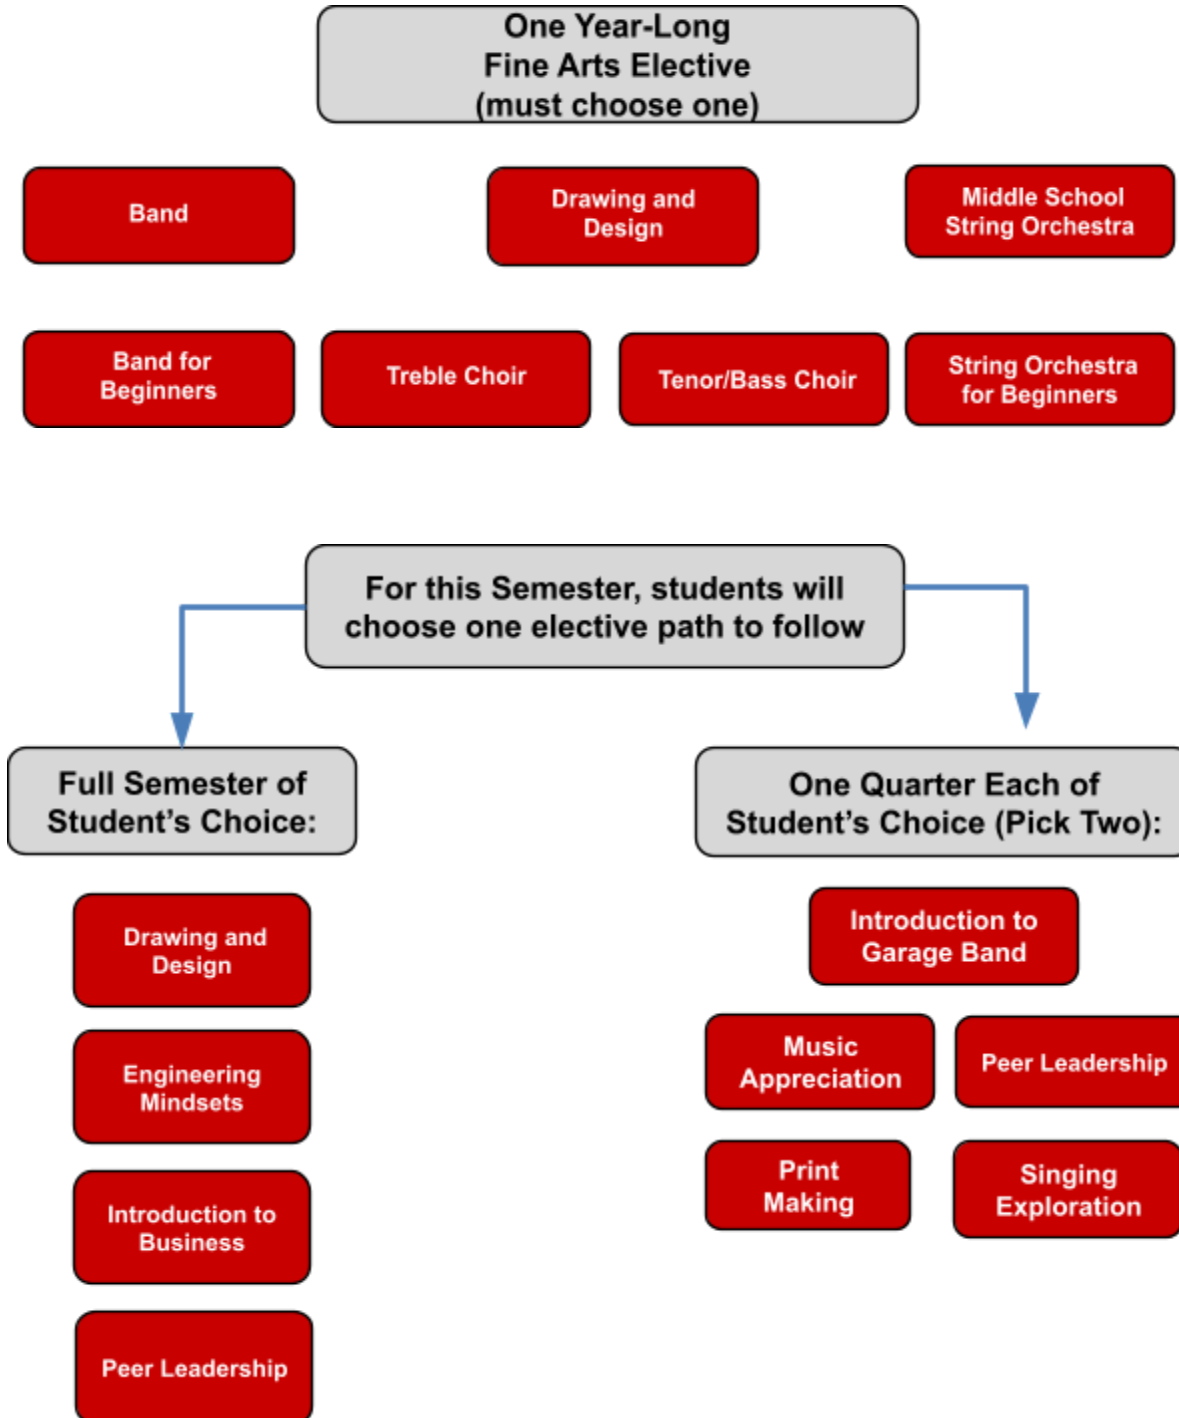 One Year-Long
Fine Arts Elective
(must choose one)
Band
Drawing and
Design
Middle School
String Orchestra
Band for
Beginners
Treble Choir
Tenor/Bass Choir
String Orchestra
for Beginners
For this Semester, students will
choose one elective path to follow
Full Semester of
Student’s Choice:
Drawing and
Design
Engineering
Mindsets
Introduction to
Business
Peer Leadership
One Quarter Each of
Student’s Choice (Pick Two):
Introduction to
Garage Band
Music
Appreciation
Peer Leadership
Print
Making
Singing
Exploration